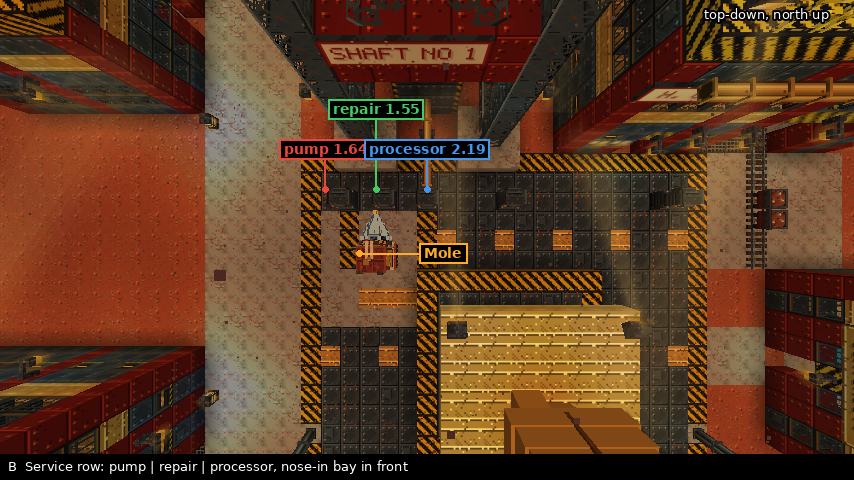 top-down, north up
SHAFT NO 1
repair 1.55
pump 1.64
processor 2.19
Mole
B Service row: pump | repair | processor, nose-in bay in front